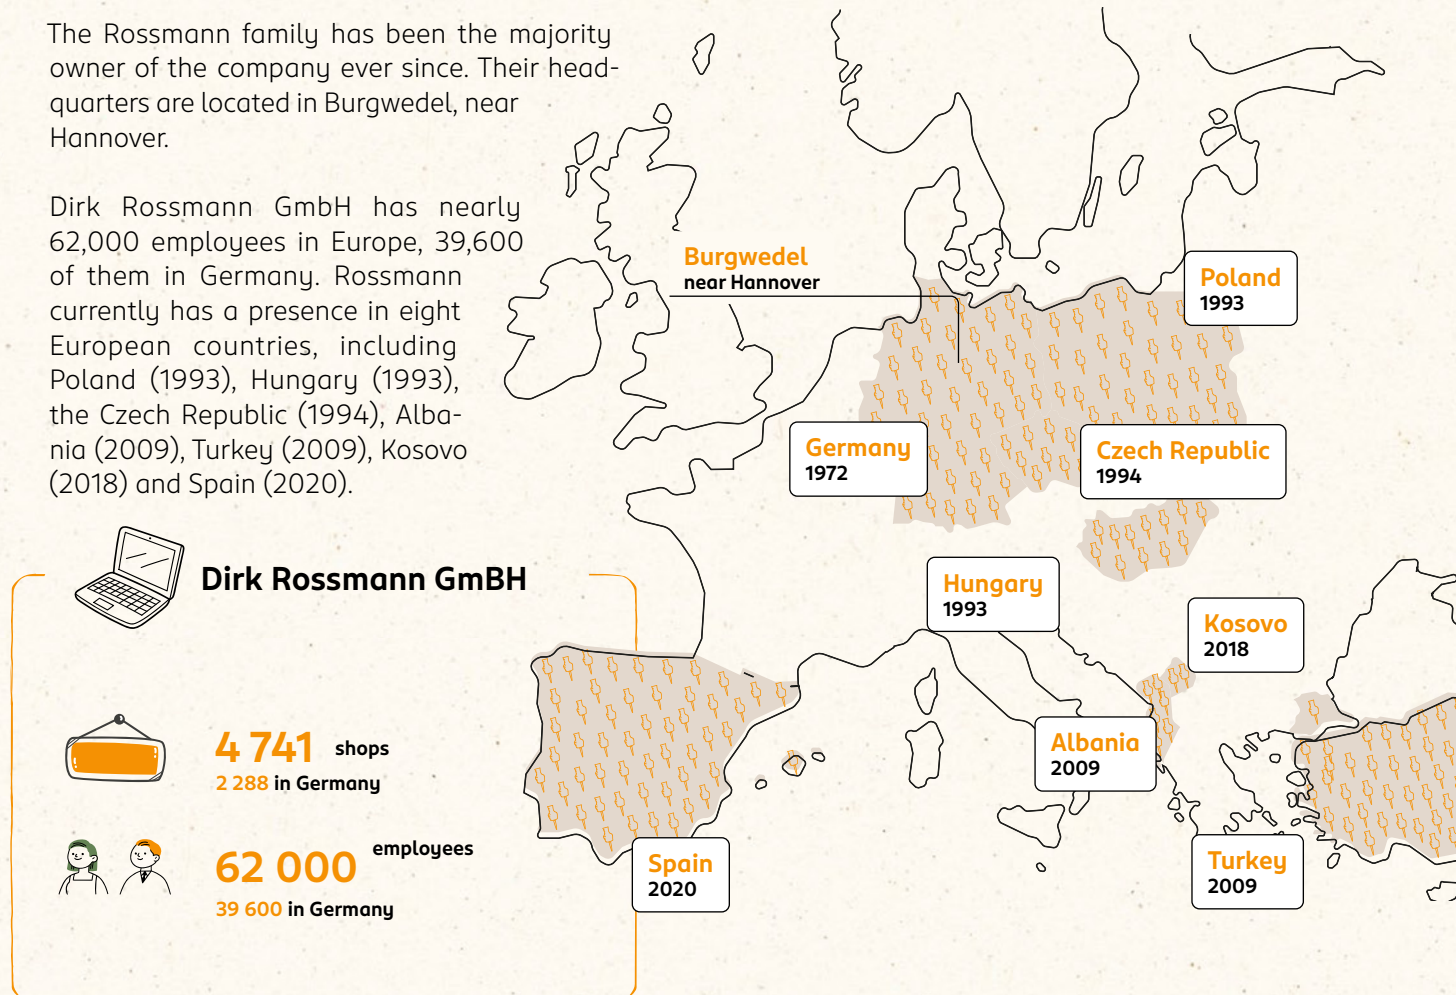 The Rossmann family has been the majority
owner of the company ever since. Their head-
quarters are located in Burgwedel, near
Hannover.
Dirk Rossmann GmbH has nearly
62,000 employees in Europe, 39,600
of them in Germany. Rossmann
currently has a presence in eight
European countries, including
Poland (1993), Hungary (1993),
the Czech Republic (1994), Alba-
nia (2009), Turkey (2009), Kosovo
(2018) and Spain (2020).
Dirk Rossmann GmBH
4 741 shops
2 288 in Germany
62 000 employees
39 600 in Germany
Burgwedel
near Hannover
Poland
1993
Germany
1972
Czech Republic
1994
Hungary
1993
Kosovo
2018
Albania
2009
Spain
2020
Turkey
2009